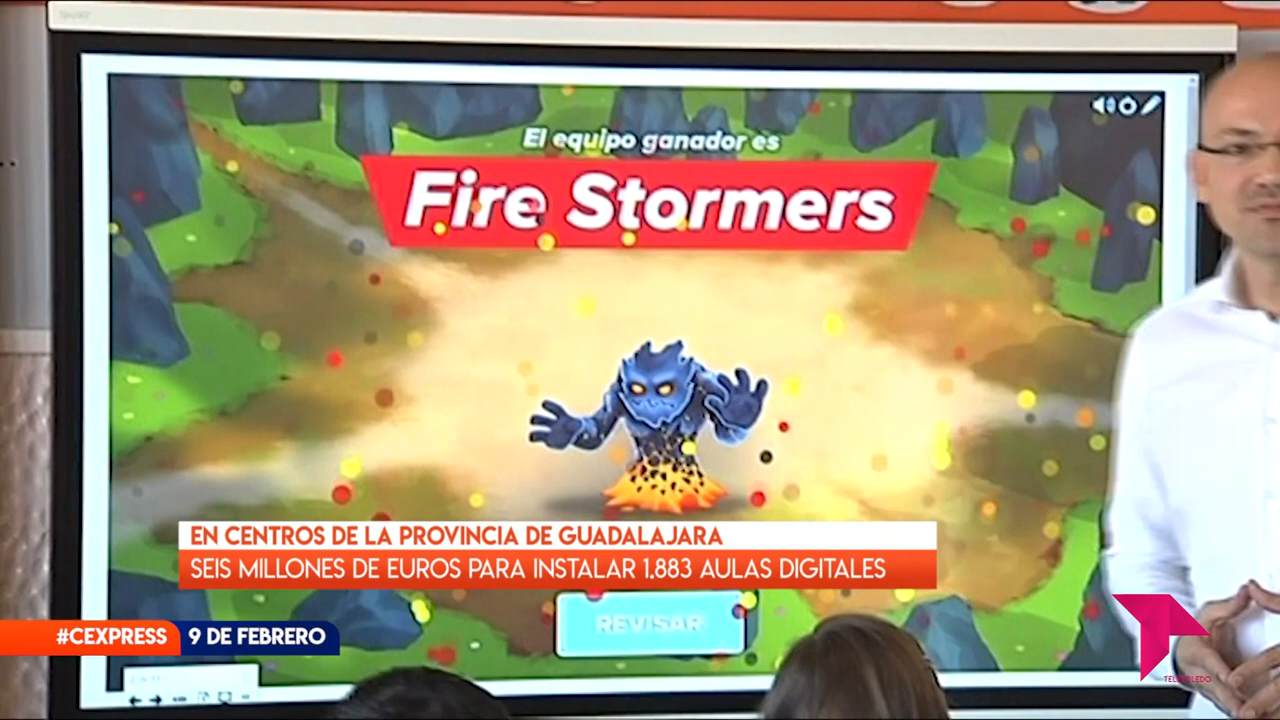 El equipo ganador es
Fire Stormers
EN CENTROS DE LA PROVINCIA DE GUADALAJARA
SEIS MILLONES DE EUROS PARA INSTALAR 1.883 AULAS DIGITALES
REVISAR
#CEXPRESS 9 DE FEBRERO
TELETOLEDO